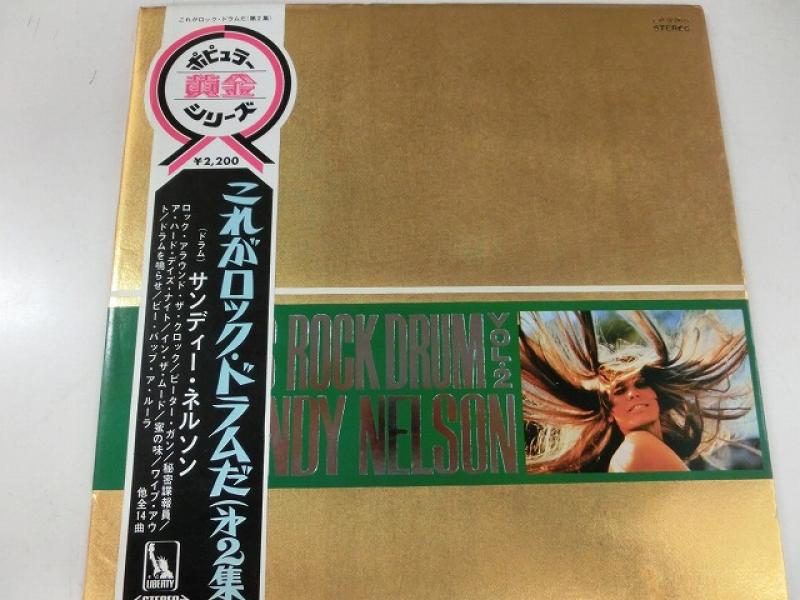 これがロック・ドラムだ(第2集)
ポピュラー
黄金
シリーズ
¥2,200
これがロック・ドラムだ(第2集
(ドラム)サンディー・ネルソン
ロック・アラウンド・ザ・クロック/ピーター・ガン/秘密諜報員/
ア・ハード・デイズ・ナイト/イン・ザ・ムード/蜜の味/ワイプ・アウ
ト/ドラムを鳴らせ/ビー・バップ・ア・ルーラ
他全14曲
LIBERTY
STEREO
STEREO
S ROCK DRUM VOL.2
NDY NELSON